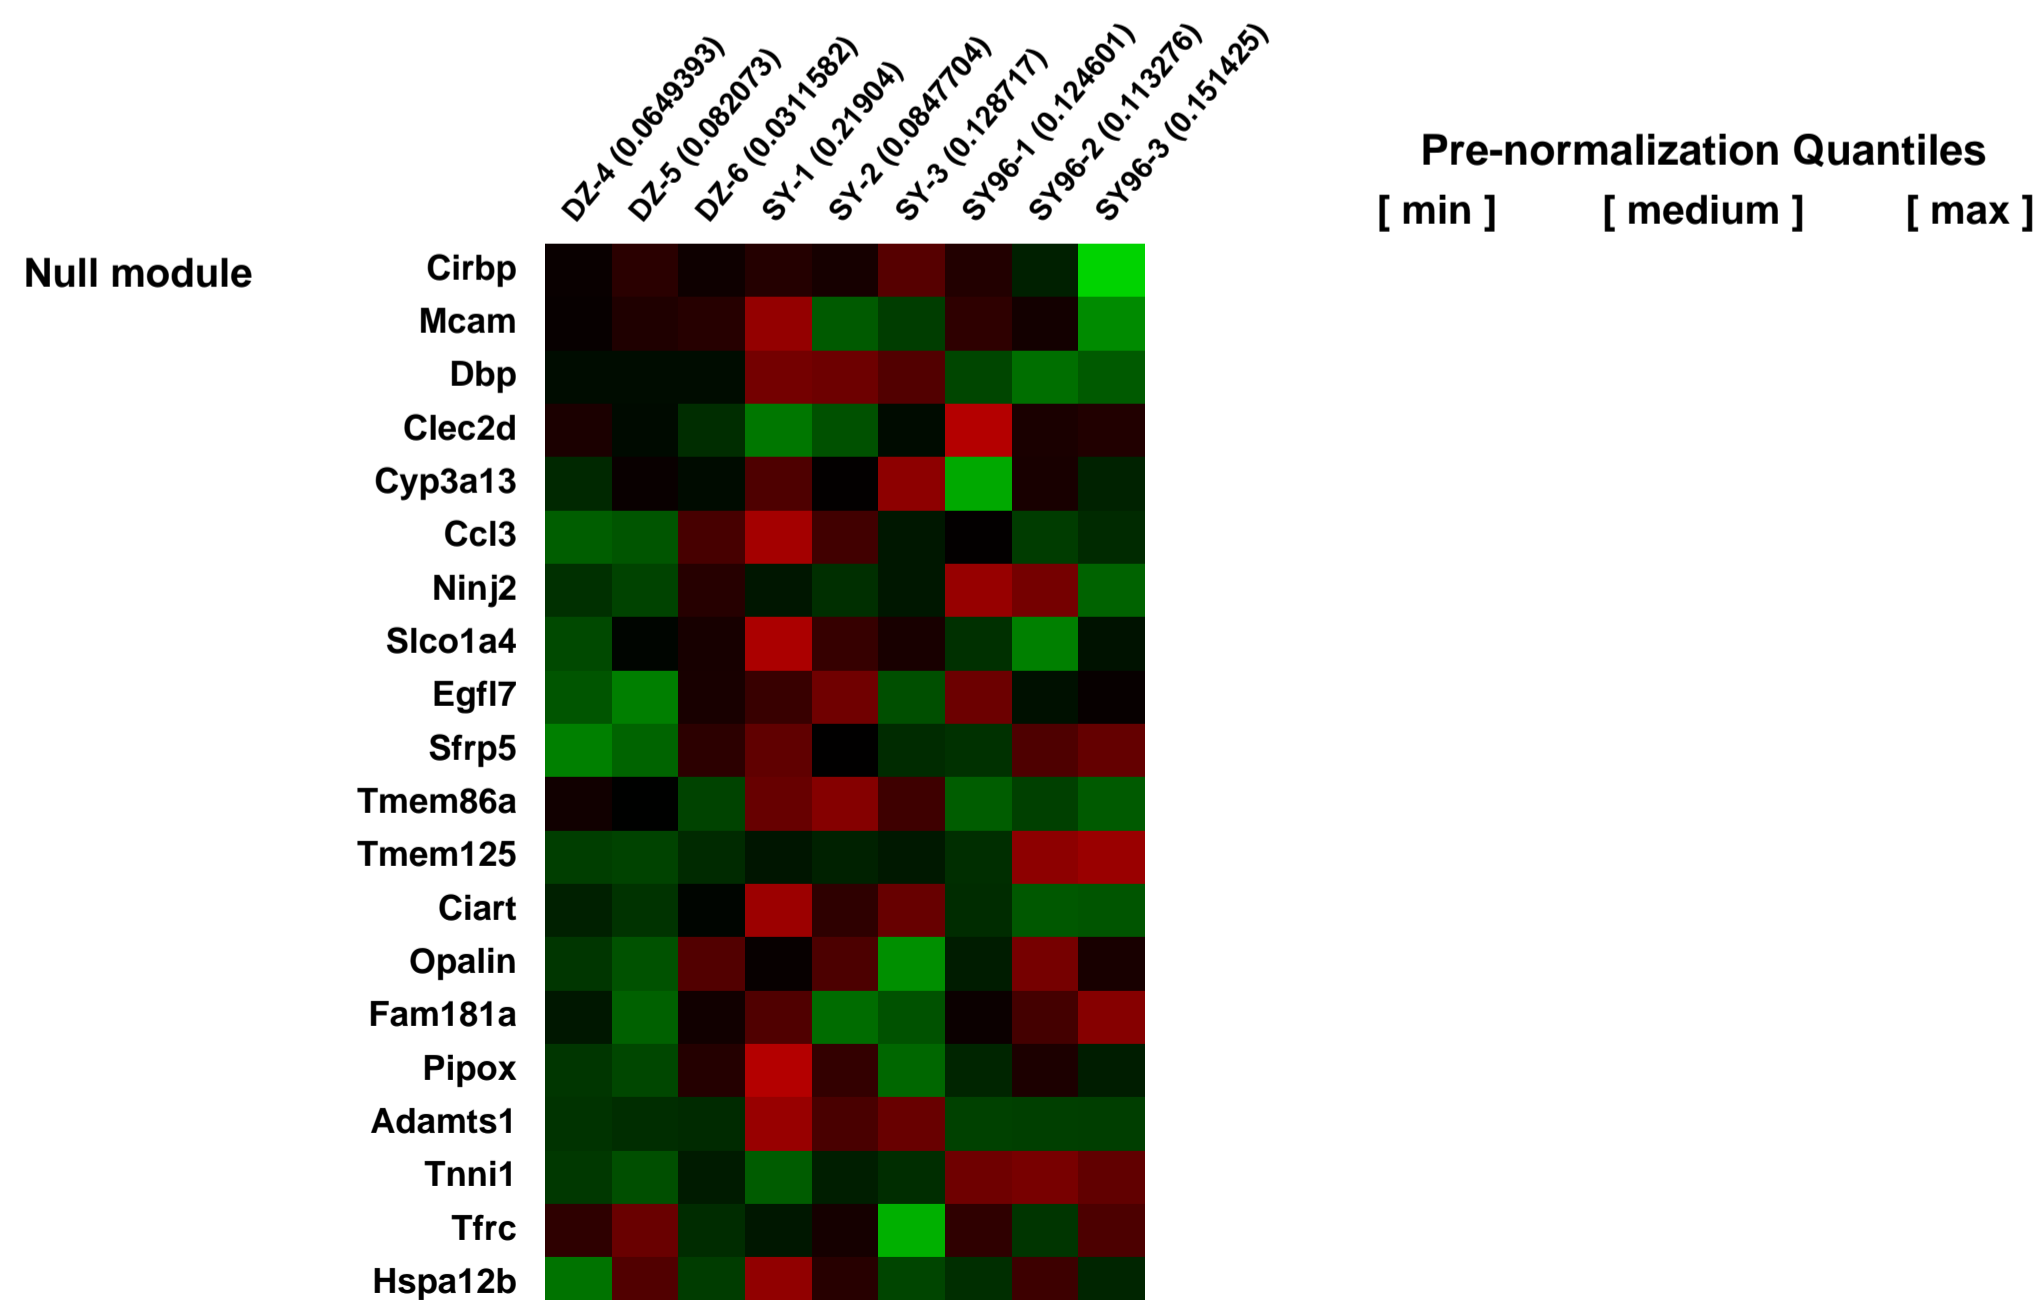 DZ-4 (0.0649393)
DZ-5 (0.082073)
DZ-6 (0.0311582)
SY-1 (0.21904)
SY-2 (0.0847704)
SY-3 (0.128717)
SY96-1 (0.124601)
SY96-2 (0.113276)
SY96-3 (0.151425)
Pre-normalization Quantiles
[ min ] [ medium ] [ max ]
Null module
Cirbp
Mcam
Dbp
Clec2d
Cyp3a13
Ccl3
Ninj2
Slco1a4
Egfl7
Sfrp5
Tmem86a
Tmem125
Ciart
Opalin
Fam181a
Pipox
Adamts1
Tnni1
Tfrc
Hspa12b